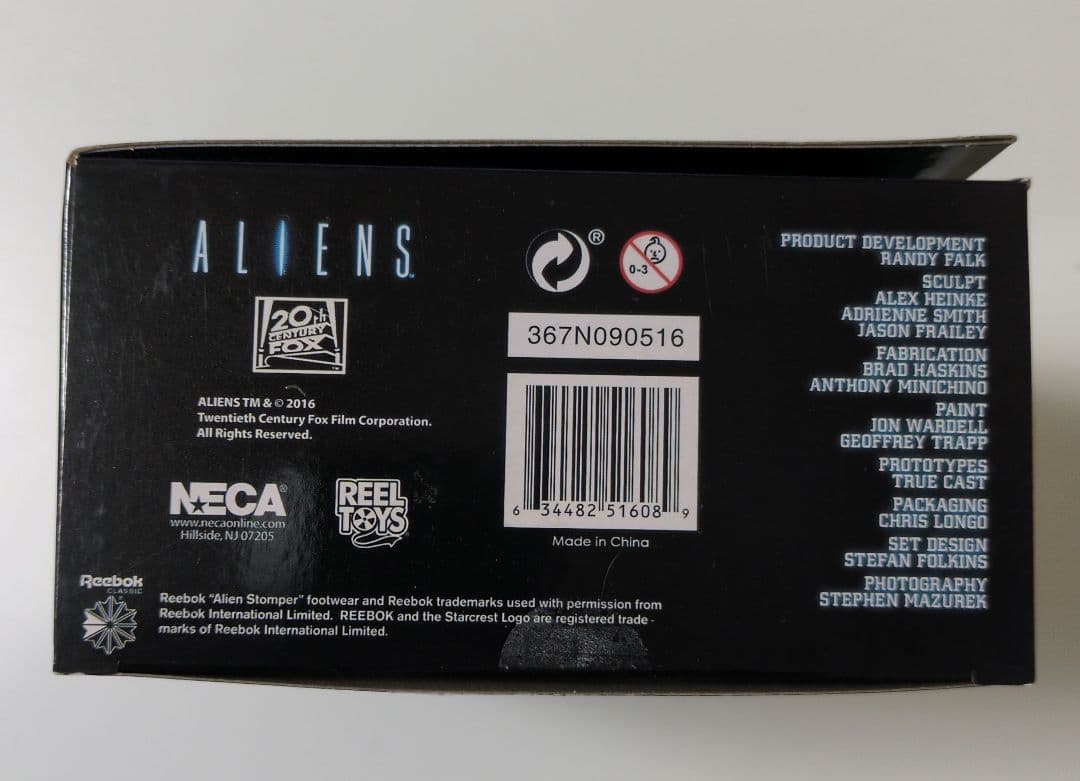 ALIENS™
20th
CENTURY
FOX
TM
ALIENS TM & © 2016
Twentieth Century Fox Film Corporation.
All Rights Reserved.
NECA®
www.necaonline.com
Hillside, NJ 07205
REEL
TOYS
Reebok
CLASSIC
Reebok "Alien Stomper" footwear and Reebok trademarks used with permission from
Reebok International Limited. REEBOK and the Starcrest Logo are registered trade -
marks of Reebok International Limited.
®
0-3
367N090516
6 34482 51608 9
Made in China
PRODUCT DEVELOPMENT
RANDY FALK
SCULPT
ALEX HEINKE
ADRIENNE SMITH
JASON FRAILEY
FABRICATION
BRAD HASKINS
ANTHONY MINICHINO
PAINT
JON WARDELL
GEOFFREY TRAPP
PROTOTYPES
TRUE CAST
PACKAGING
CHRIS LONGO
SET DESIGN
STEFAN FOLKINS
PHOTOGRAPHY
STEPHEN MAZUREK